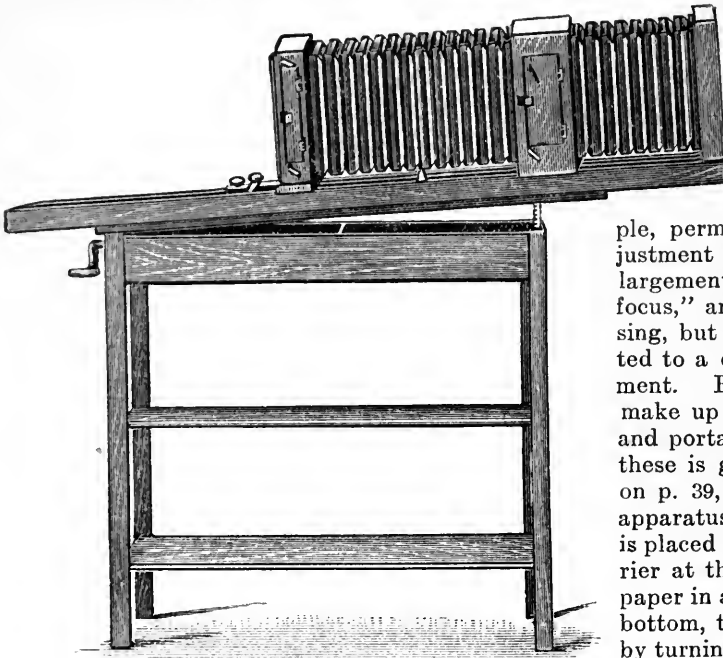 ple, perm
justment
largement
focus," an
sing, but
ted to a
ment.
make up
and porta
these is g
on p. 39,
apparatus
is placed
rier at th
paper in a
bottom, t
by turnin